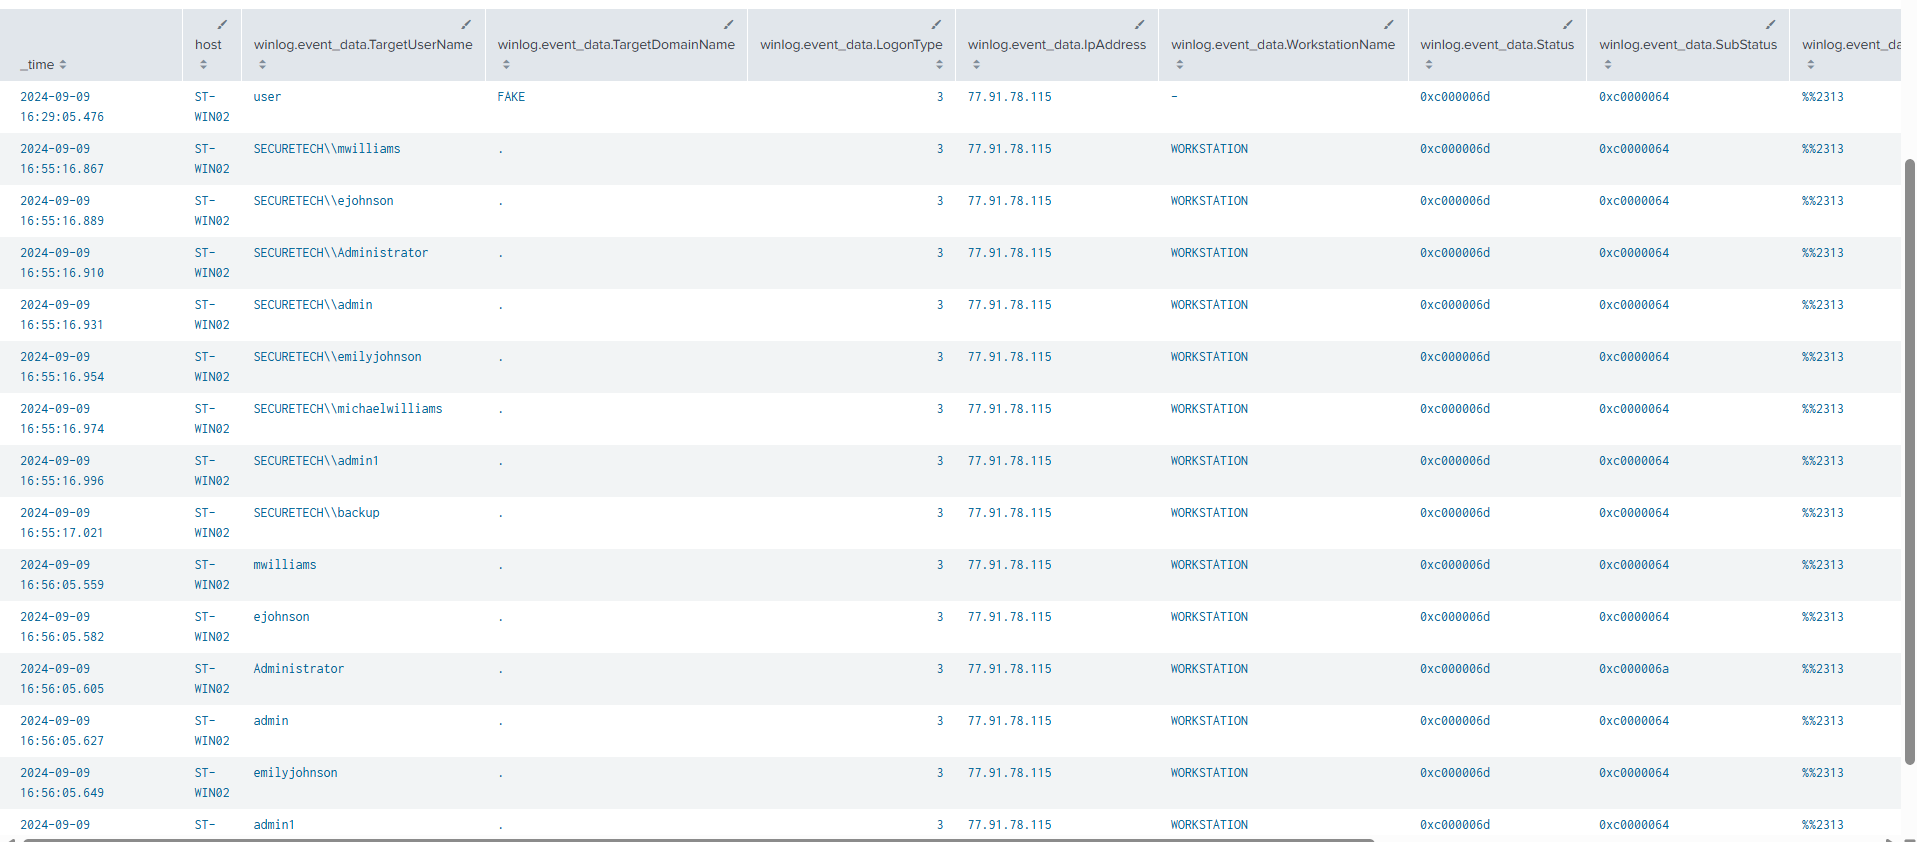 _time host winlog.event_data.TargetUserName winlog.event_data.TargetDomainName winlog.event_data.LogonType winlog.event_data.IpAddress winlog.event_data.WorkstationName winlog.event_data.Status winlog.event_data.SubStatus winlog.event_da
2024-09-09 ST- user FAKE 3 77.91.78.115 - 0xc000006d 0xc0000064 %%2313
16:29:05.476 WIN02
2024-09-09 ST- SECURETECH\\mwilliams . 3 77.91.78.115 WORKSTATION 0xc000006d 0xc0000064 %%2313
16:55:16.867 WIN02
2024-09-09 ST- SECURETECH\\ejohnson . 3 77.91.78.115 WORKSTATION 0xc000006d 0xc0000064 %%2313
16:55:16.889 WIN02
2024-09-09 ST- SECURETECH\\Administrator . 3 77.91.78.115 WORKSTATION 0xc000006d 0xc0000064 %%2313
16:55:16.910 WIN02
2024-09-09 ST- SECURETECH\\admin . 3 77.91.78.115 WORKSTATION 0xc000006d 0xc0000064 %%2313
16:55:16.931 WIN02
2024-09-09 ST- SECURETECH\\emilyjohnson . 3 77.91.78.115 WORKSTATION 0xc000006d 0xc0000064 %%2313
16:55:16.954 WIN02
2024-09-09 ST- SECURETECH\\michaelwilliams . 3 77.91.78.115 WORKSTATION 0xc000006d 0xc0000064 %%2313
16:55:16.974 WIN02
2024-09-09 ST- SECURETECH\\admin1 . 3 77.91.78.115 WORKSTATION 0xc000006d 0xc0000064 %%2313
16:55:16.996 WIN02
2024-09-09 ST- SECURETECH\\backup . 3 77.91.78.115 WORKSTATION 0xc000006d 0xc0000064 %%2313
16:55:17.021 WIN02
2024-09-09 ST- mwilliams . 3 77.91.78.115 WORKSTATION 0xc000006d 0xc0000064 %%2313
16:56:05.559 WIN02
2024-09-09 ST- ejohnson . 3 77.91.78.115 WORKSTATION 0xc000006d 0xc0000064 %%2313
16:56:05.582 WIN02
2024-09-09 ST- Administrator . 3 77.91.78.115 WORKSTATION 0xc000006d 0xc000006a %%2313
16:56:05.605 WIN02
2024-09-09 ST- admin . 3 77.91.78.115 WORKSTATION 0xc000006d 0xc0000064 %%2313
16:56:05.627 WIN02
2024-09-09 ST- emilyjohnson . 3 77.91.78.115 WORKSTATION 0xc000006d 0xc0000064 %%2313
16:56:05.649 WIN02
2024-09-09 ST- admin1 . 3 77.91.78.115 WORKSTATION 0xc000006d 0xc0000064 %%2313